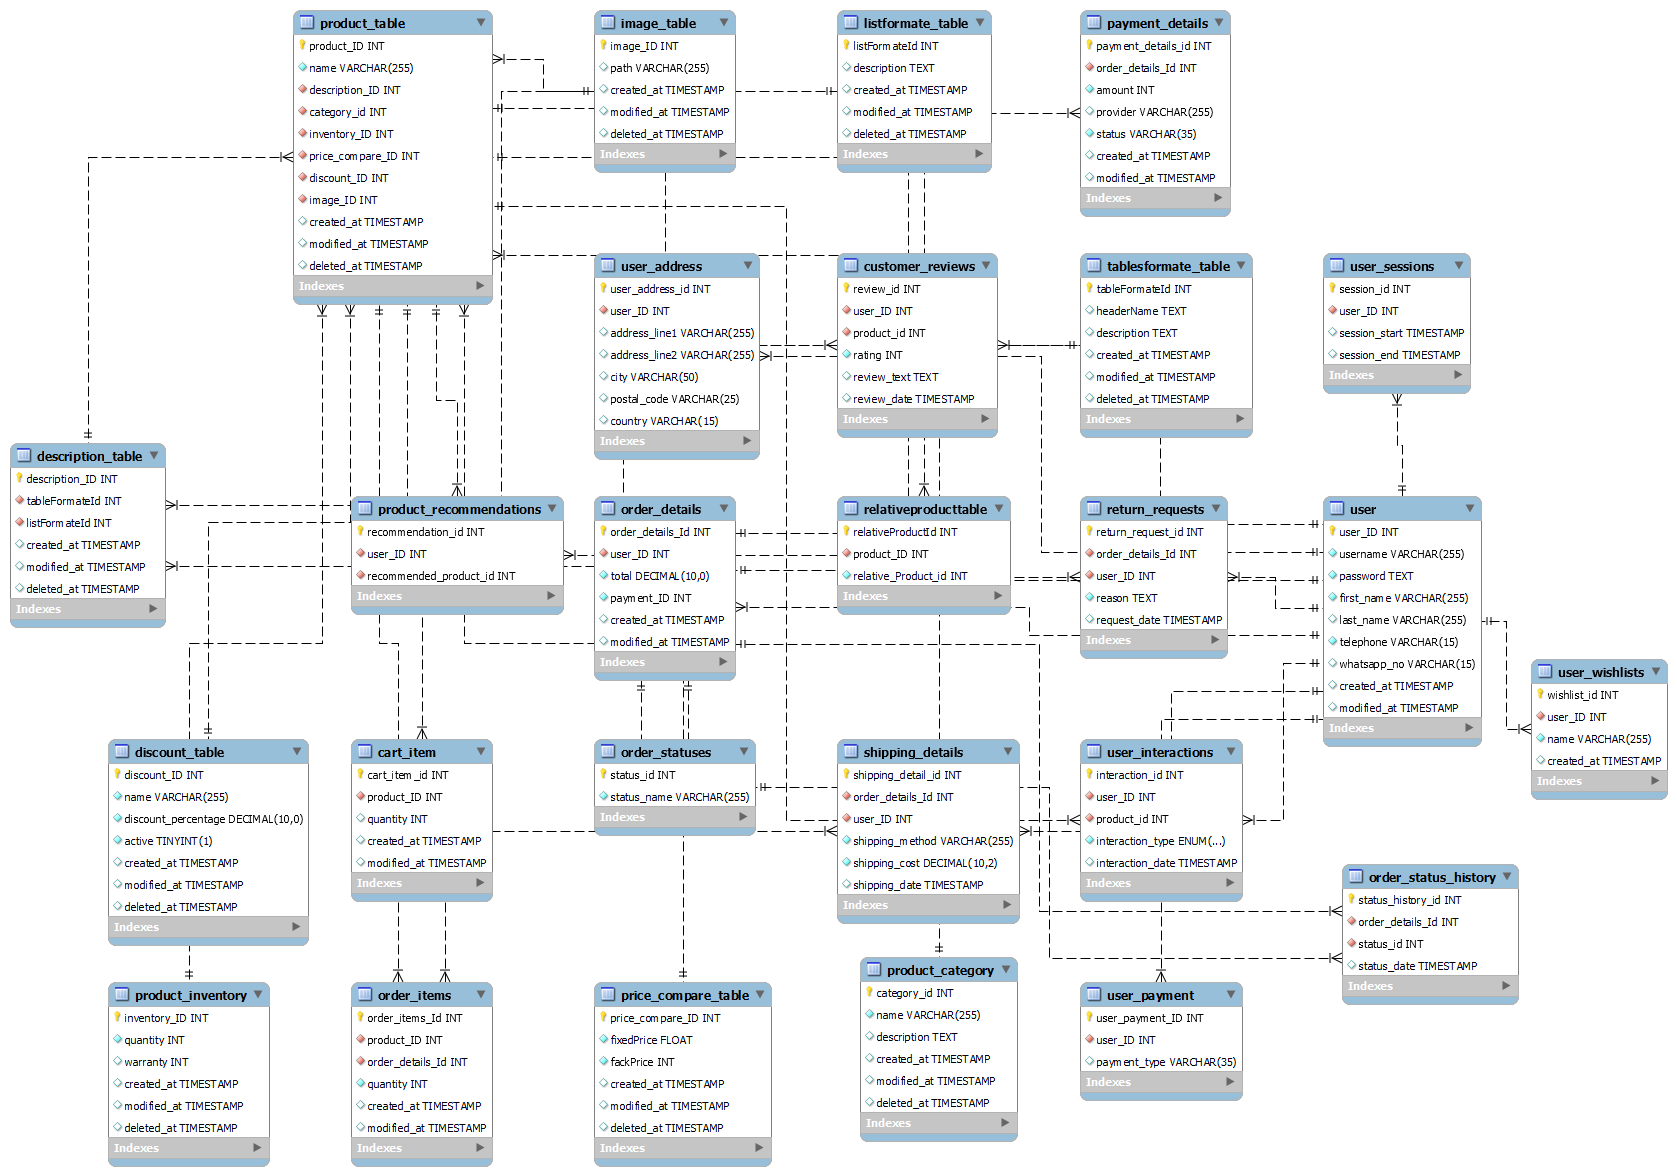 product_table
product_ID INT
name VARCHAR(255)
description_ID INT
category_id INT
inventory_ID INT
price_compare_ID INT
discount_ID INT
image_ID INT
created_at TIMESTAMP
modified_at TIMESTAMP
deleted_at TIMESTAMP
Indexes
image_table
image_ID INT
path VARCHAR(255)
created_at TIMESTAMP
modified_at TIMESTAMP
deleted_at TIMESTAMP
Indexes
listformate_table
listFormateId INT
description TEXT
created_at TIMESTAMP
modified_at TIMESTAMP
deleted_at TIMESTAMP
Indexes
payment_details
payment_details_id INT
order_details_Id INT
amount INT
provider VARCHAR(255)
status VARCHAR(35)
created_at TIMESTAMP
modified_at TIMESTAMP
Indexes
user_address
user_address_id INT
user_ID INT
address_line1 VARCHAR(255)
address_line2 VARCHAR(255)
city VARCHAR(50)
postal_code VARCHAR(25)
country VARCHAR(15)
Indexes
customer_reviews
review_id INT
user_ID INT
product_id INT
rating INT
review_text TEXT
review_date TIMESTAMP
Indexes
tablesformate_table
tableFormateId INT
headerName TEXT
description TEXT
created_at TIMESTAMP
modified_at TIMESTAMP
deleted_at TIMESTAMP
Indexes
user_sessions
session_id INT
user_ID INT
session_start TIMESTAMP
session_end TIMESTAMP
Indexes
description_table
description_ID INT
tableFormateId INT
listFormateId INT
created_at TIMESTAMP
modified_at TIMESTAMP
deleted_at TIMESTAMP
Indexes
product_recommendations
recommendation_id INT
user_ID INT
recommended_product_id INT
Indexes
order_details
order_details_Id INT
user_ID INT
total DECIMAL(10,0)
payment_ID INT
created_at TIMESTAMP
modified_at TIMESTAMP
Indexes
relativeproducttable
relativeProductId INT
product_ID INT
relative_Product_id INT
Indexes
return_requests
return_request_id INT
order_details_Id INT
user_ID INT
reason TEXT
request_date TIMESTAMP
Indexes
user
user_ID INT
username VARCHAR(255)
password TEXT
first_name VARCHAR(255)
last_name VARCHAR(255)
telephone VARCHAR(15)
whatsapp_no VARCHAR(15)
created_at TIMESTAMP
modified_at TIMESTAMP
Indexes
user_wishlists
wishlist_id INT
user_ID INT
name VARCHAR(255)
created_at TIMESTAMP
Indexes
discount_table
discount_ID INT
name VARCHAR(255)
discount_percentage DECIMAL(10,0)
active TINYINT(1)
created_at TIMESTAMP
modified_at TIMESTAMP
deleted_at TIMESTAMP
Indexes
cart_item
cart_item_id INT
product_ID INT
quantity INT
created_at TIMESTAMP
modified_at TIMESTAMP
Indexes
order_statuses
status_id INT
status_name VARCHAR(255)
Indexes
shipping_details
shipping_detail_id INT
order_details_Id INT
user_ID INT
shipping_method VARCHAR(255)
shipping_cost DECIMAL(10,2)
shipping_date TIMESTAMP
Indexes
user_interactions
interaction_id INT
user_ID INT
product_id INT
interaction_type ENUM(...)
interaction_date TIMESTAMP
Indexes
order_status_history
status_history_id INT
order_details_Id INT
status_id INT
status_date TIMESTAMP
Indexes
product_inventory
inventory_ID INT
quantity INT
warranty INT
created_at TIMESTAMP
modified_at TIMESTAMP
deleted_at TIMESTAMP
Indexes
order_items
order_items_Id INT
product_ID INT
order_details_Id INT
quantity INT
created_at TIMESTAMP
modified_at TIMESTAMP
Indexes
price_compare_table
price_compare_ID INT
fixedPrice FLOAT
fackPrice INT
created_at TIMESTAMP
modified_at TIMESTAMP
deleted_at TIMESTAMP
Indexes
product_category
category_id INT
name VARCHAR(255)
description TEXT
created_at TIMESTAMP
modified_at TIMESTAMP
deleted_at TIMESTAMP
Indexes
user_payment
user_payment_ID INT
user_ID INT
payment_type VARCHAR(35)
Indexes